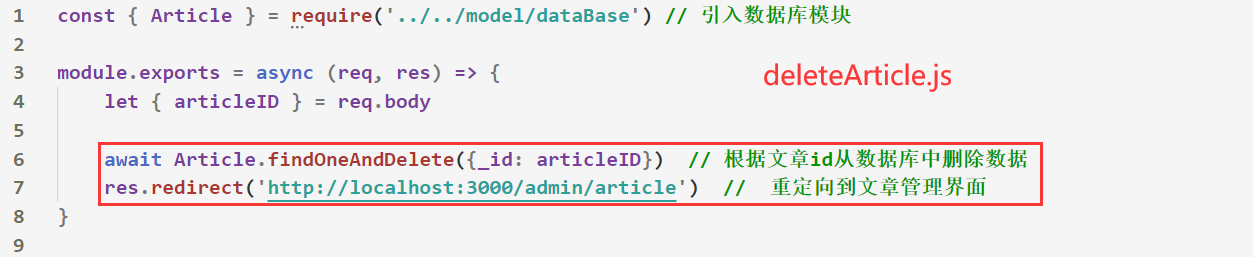 1 const { Article } = require('../../model/dataBase') // 引入数据库模块
2
3 module.exports = async (req, res) => {
deleteArticle.js
4 let { articleID } = req.body
5
6 await Article.findOneAndDelete({_id: articleID}) // 根据文章id从数据库中删除数据
7 res.redirect('http://localhost:3000/admin/article') // 重定向到文章管理界面
8 }
9